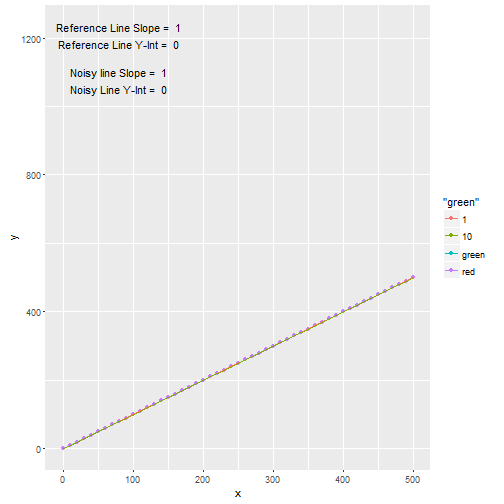 Reference Line Slope = 1
Reference Line Y-Int = 0
Noisy line Slope = 1
Noisy Line Y-Int = 0
1200
800
400
0
y
0 100 200 300 400 500
x
"green"
1
10
green
red